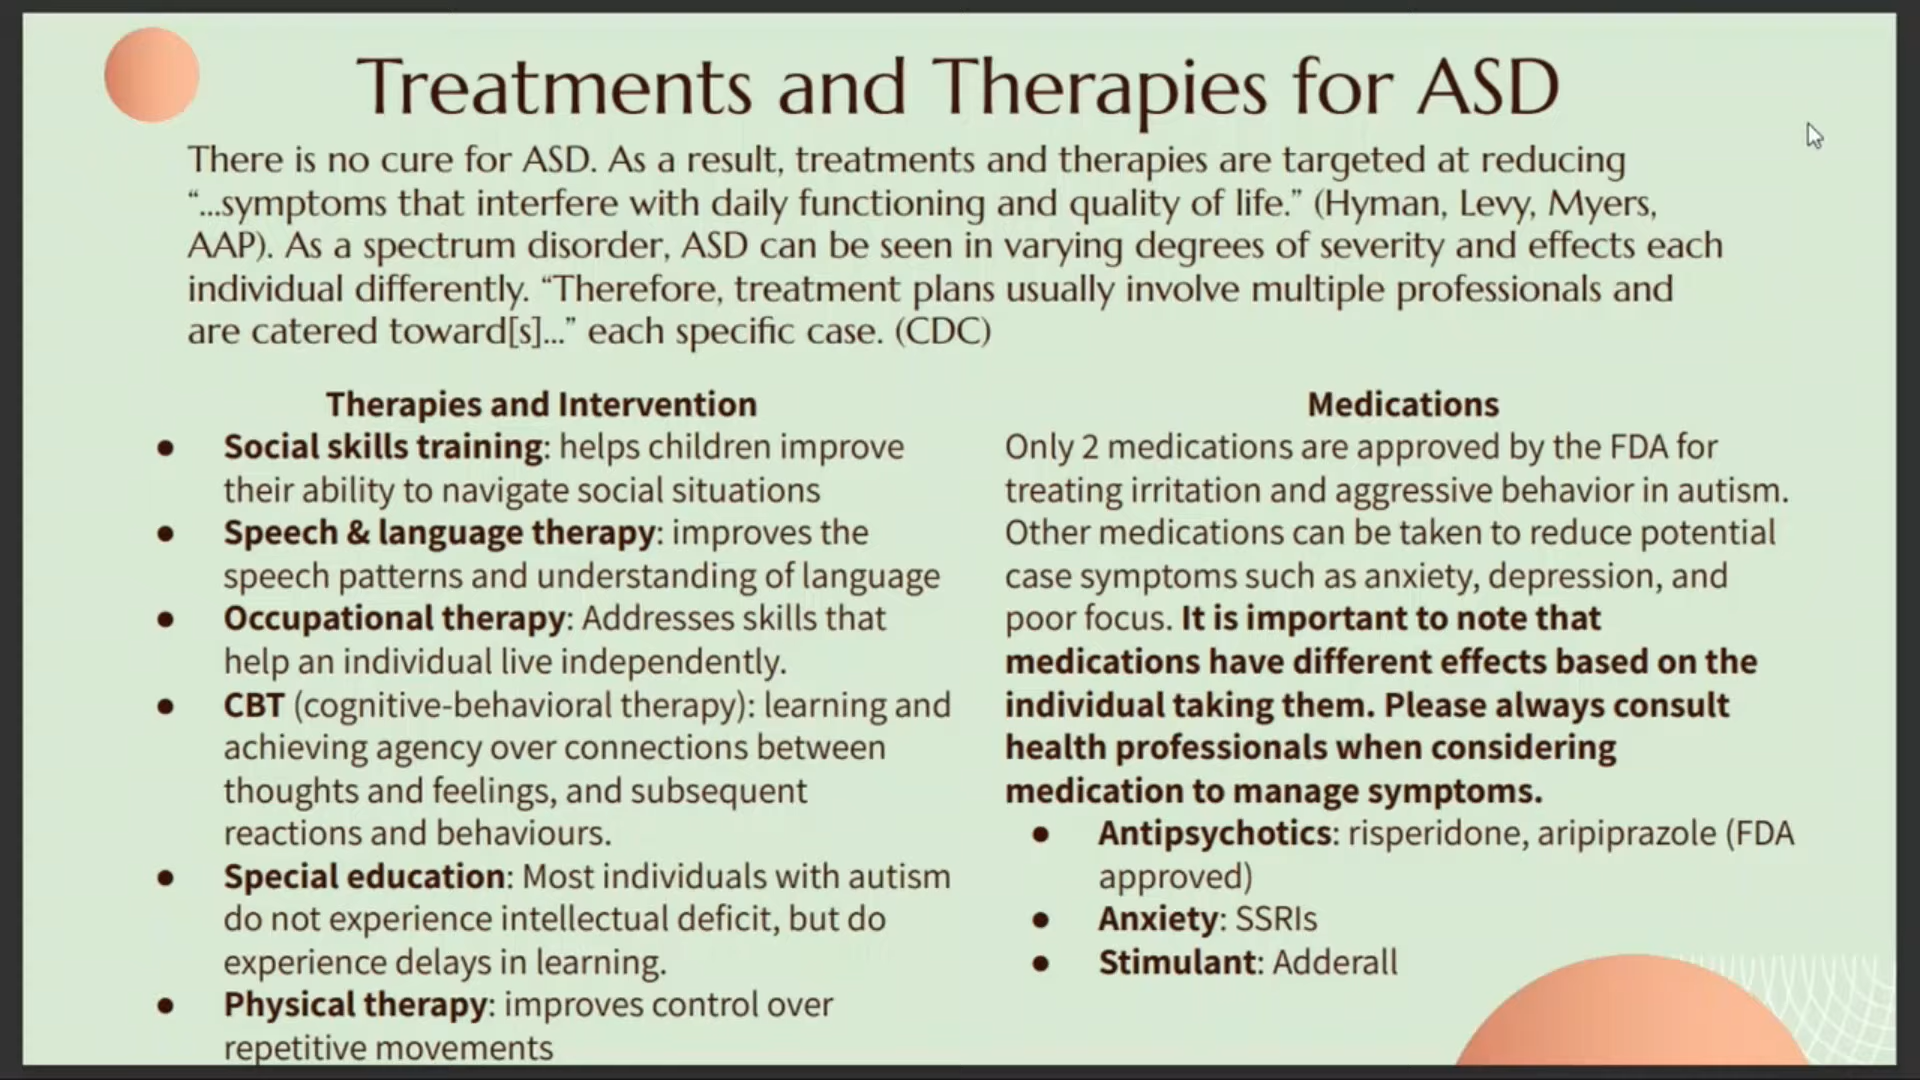 Treatments and Therapies for ASD
There is no cure for ASD. As a result, treatments and therapies are targeted at reducing
“...symptoms that interfere with daily functioning and quality of life.” (Hyman, Levy, Myers,
AAP). As a spectrum disorder, ASD can be seen in varying degrees of severity and effects each
individual differently. “Therefore, treatment plans usually involve multiple professionals and
are catered toward[s]...” each specific case. (CDC)
Therapies and Intervention
● Social skills training: helps children improve
their ability to navigate social situations
● Speech & language therapy: improves the
speech patterns and understanding of language
● Occupational therapy: Addresses skills that
help an individual live independently.
● CBT (cognitive-behavioral therapy): learning and
achieving agency over connections between
thoughts and feelings, and subsequent
reactions and behaviours.
● Special education: Most individuals with autism
do not experience intellectual deficit, but do
experience delays in learning.
● Physical therapy: improves control over
repetitive movements
Medications
Only 2 medications are approved by the FDA for
treating irritation and aggressive behavior in autism.
Other medications can be taken to reduce potential
case symptoms such as anxiety, depression, and
poor focus. It is important to note that
medications have different effects based on the
individual taking them. Please always consult
health professionals when considering
medication to manage symptoms.
● Antipsychotics: risperidone, aripiprazole (FDA
approved)
● Anxiety: SSRIs
● Stimulant: Adderall